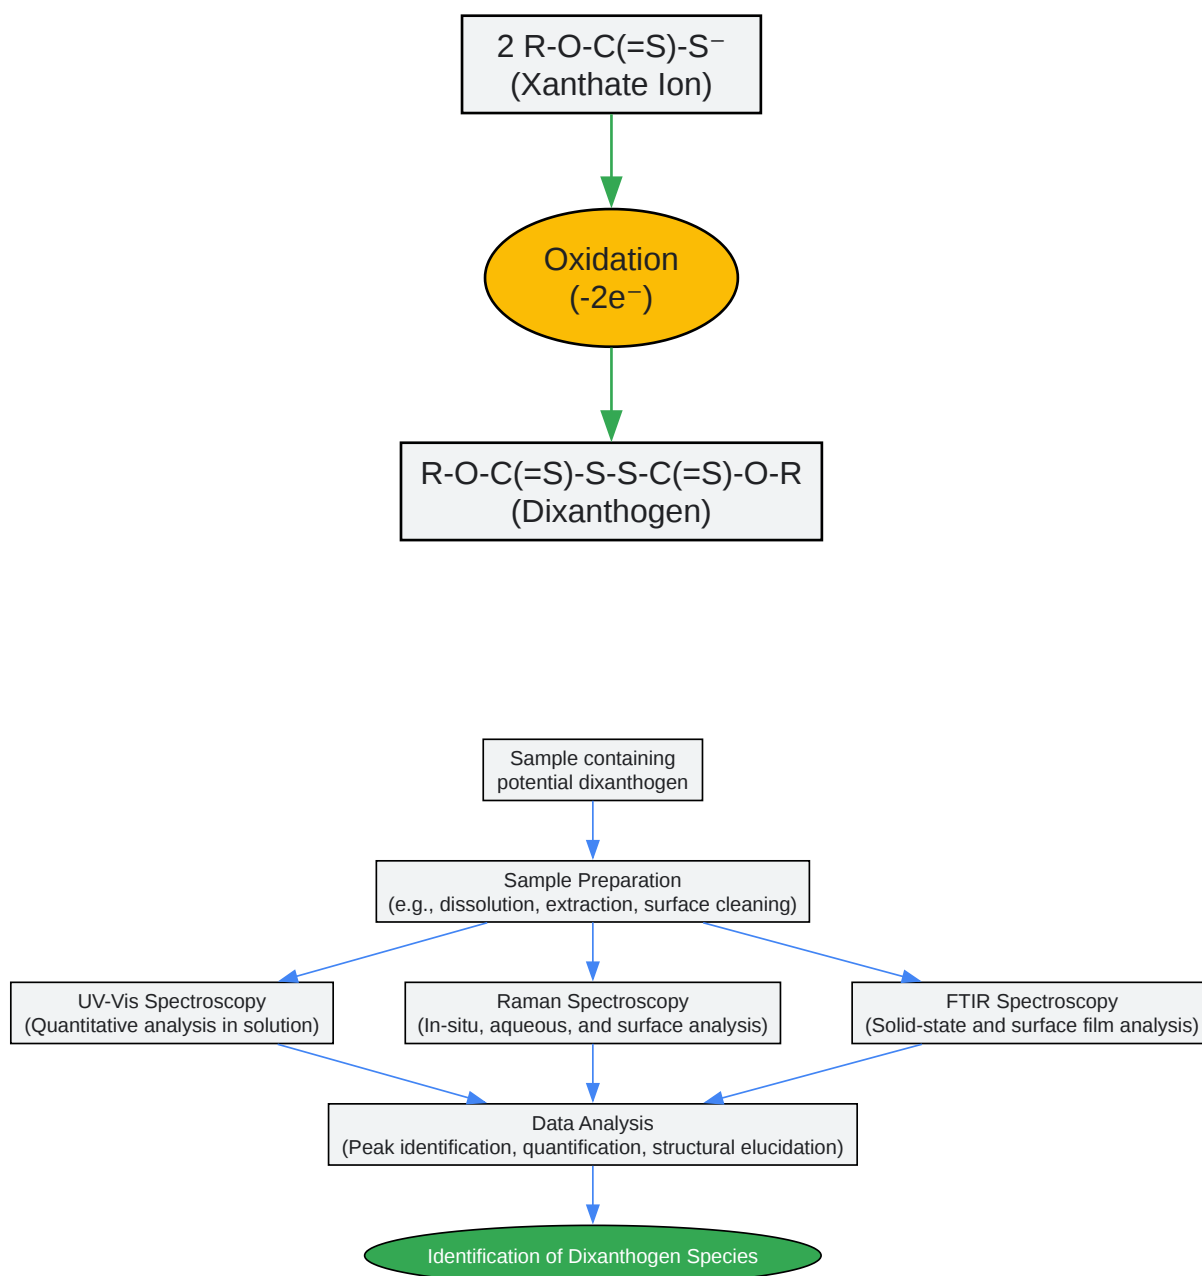 2 R-O-C(=S)-S⁻
(Xanthate Ion)
Oxidation
(-2e⁻)
R-O-C(=S)-S-S-C(=S)-O-R
(Dixanthogen)
Sample containing
potential dixanthogen
Sample Preparation
(e.g., dissolution, extraction, surface cleaning)
UV-Vis Spectroscopy
(Quantitative analysis in solution)
Raman Spectroscopy
(In-situ, aqueous, and surface analysis)
FTIR Spectroscopy
(Solid-state and surface film analysis)
Data Analysis
(Peak identification, quantification, structural elucidation)
Identification of Dixanthogen Species